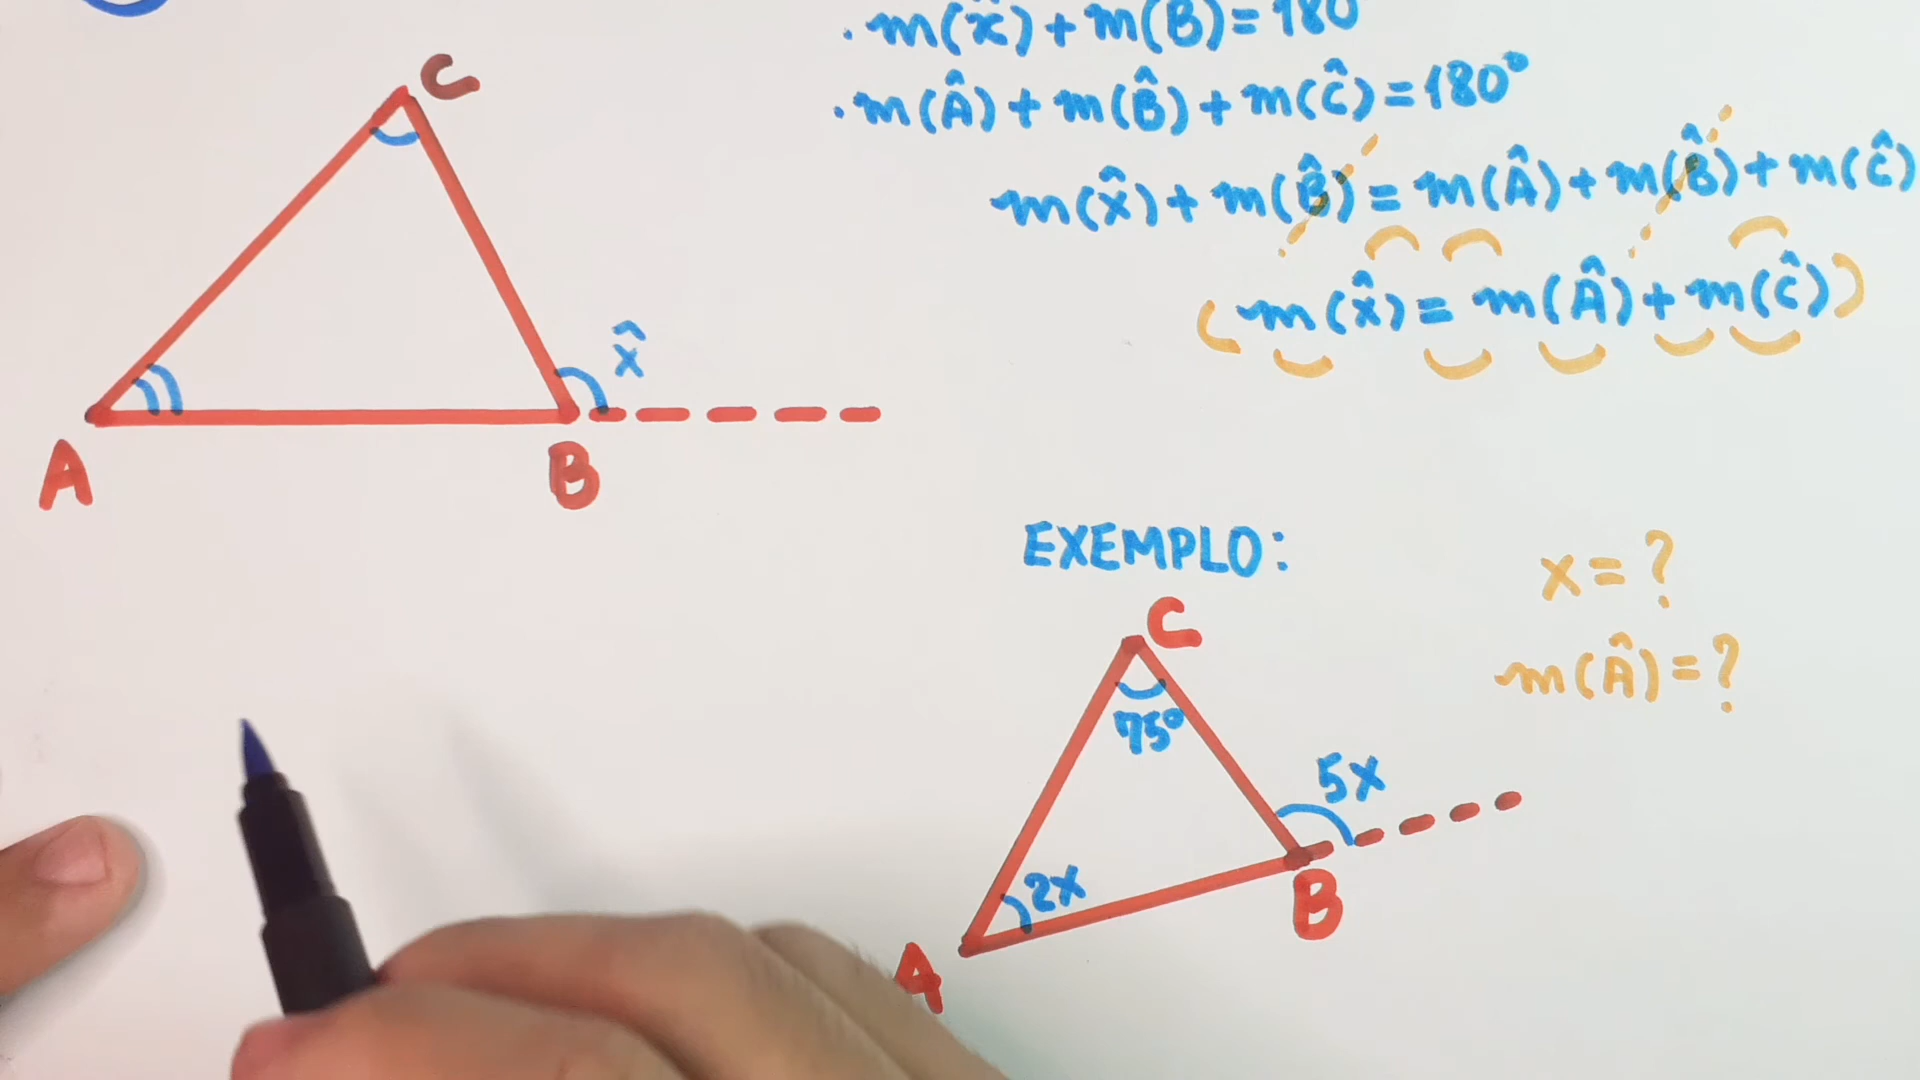 . m(x̂) + m(B) = 180
. m(Â) + m(B̂) + m(Ĉ) = 180°
m(x̂) + m(B̂) = m(Â) + m(B̂) + m(Ĉ)
m(x̂) = m(Â) + m(Ĉ)
C
x̂
A
B
EXEMPLO:
x = ?
m(Â) = ?
C
75°
5x
2x
B
A